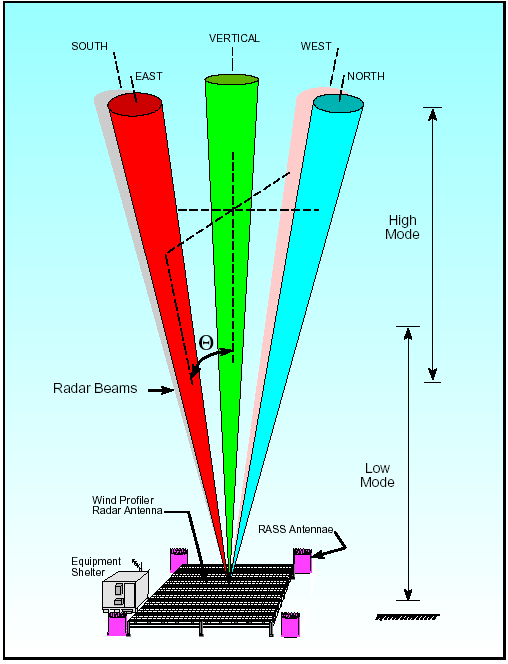 VERTICAL
SOUTH
WEST
EAST
NORTH
High
Mode
Θ
Radar Beams
Low
Mode
Wind Profiler
Radar Antenna
RASS Antennae
Equipment
Shelter